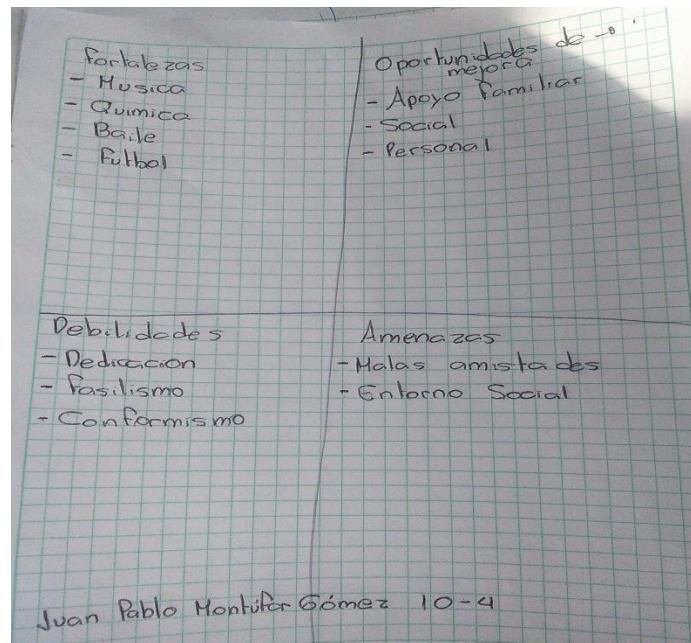 Fortalezas
- Musica
- Quimica
- Baile
- Futbol
Oportunidades de
mejora
- Apoyo familiar
- Social
- Personal
Debilidades
- Dedicacion
- Fasilismo
- Conformismo
Amenazas
- Malas amistades
- Entorno Social
Juan Pablo Montúfar Gómez 10-4